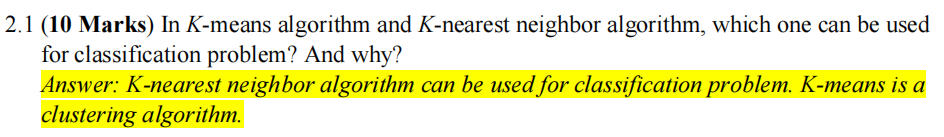 2.1 (10 Marks) In K-means algorithm and K-nearest neighbor algorithm, which one can be used
for classification problem? And why?
Answer: K-nearest neighbor algorithm can be used for classification problem. K-means is a
clustering algorithm.